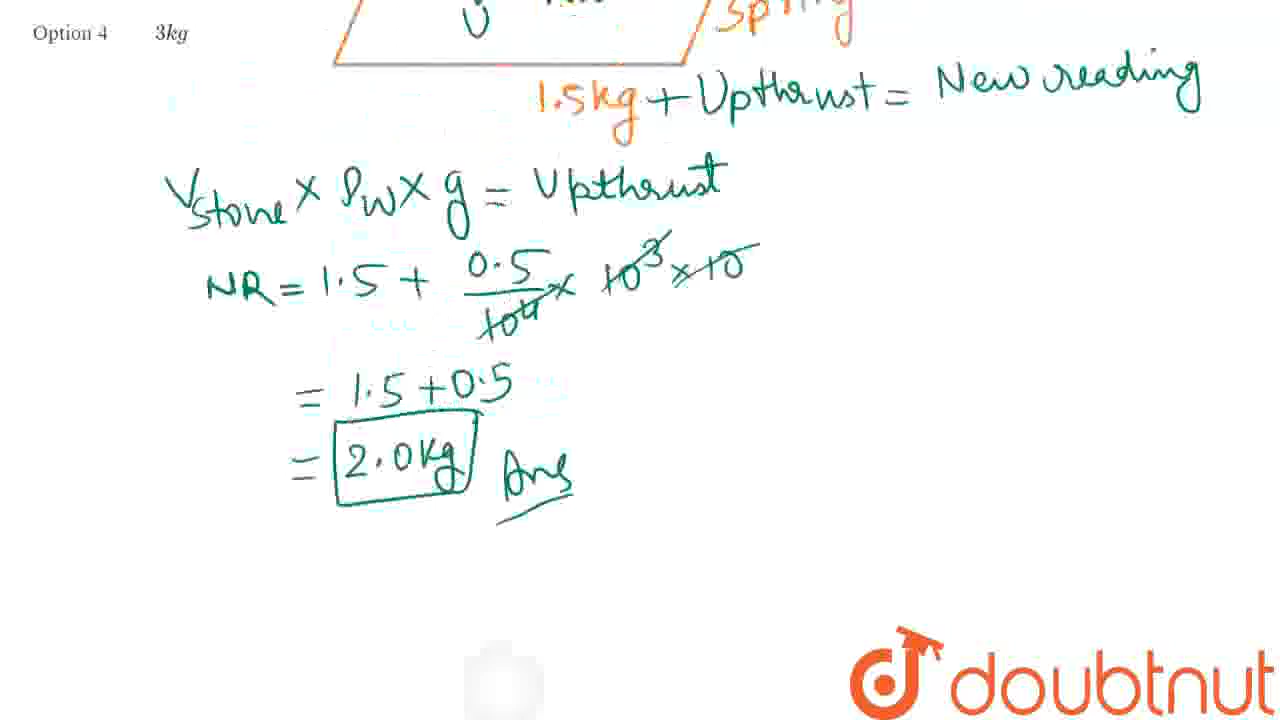 Option 4 3kg
U
Spring
1.5kg + Upthrust = New reading
Vstone × ρw × g = Upthrust
NR = 1.5 + 0.5/10⁴ × 10³ × 10
= 1.5 + 0.5
= 2.0kg Ans
doubtnut